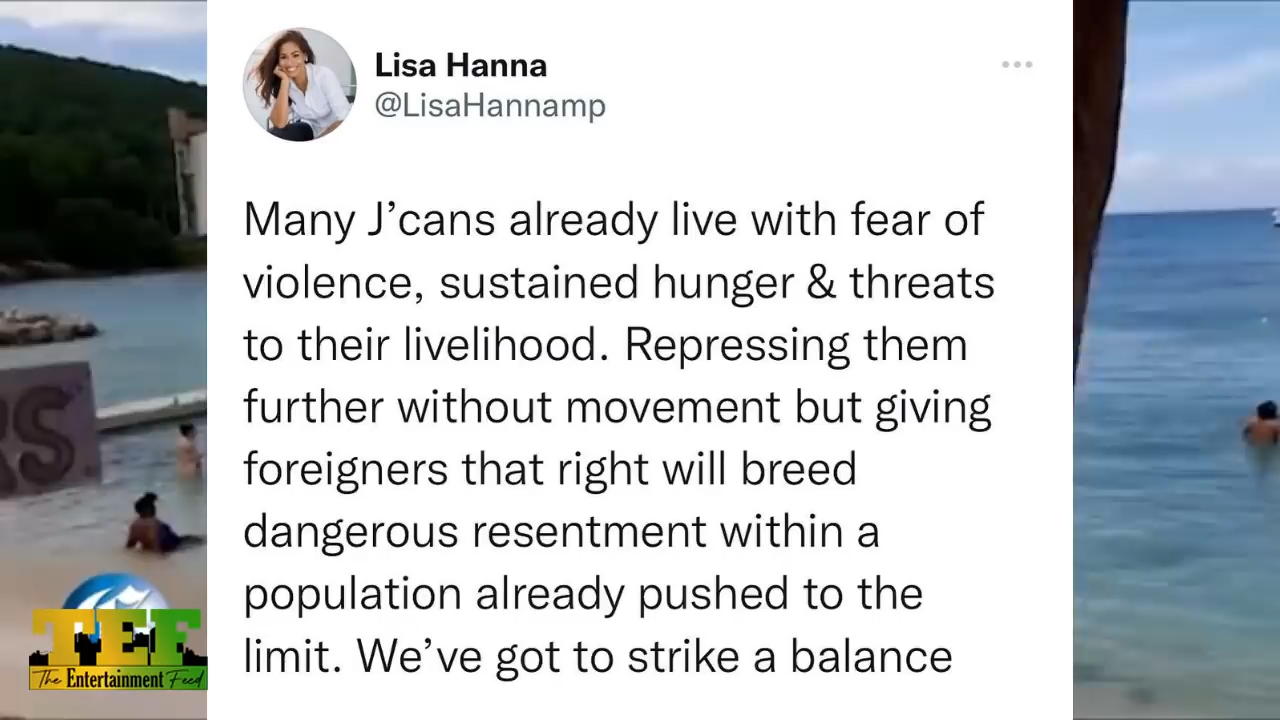 Lisa Hanna
@LisaHannamp
Many J’cans already live with fear of
violence, sustained hunger & threats
to their livelihood. Repressing them
further without movement but giving
foreigners that right will breed
dangerous resentment within a
population already pushed to the
limit. We’ve got to strike a balance
RS
TEF
The Entertainment Feed